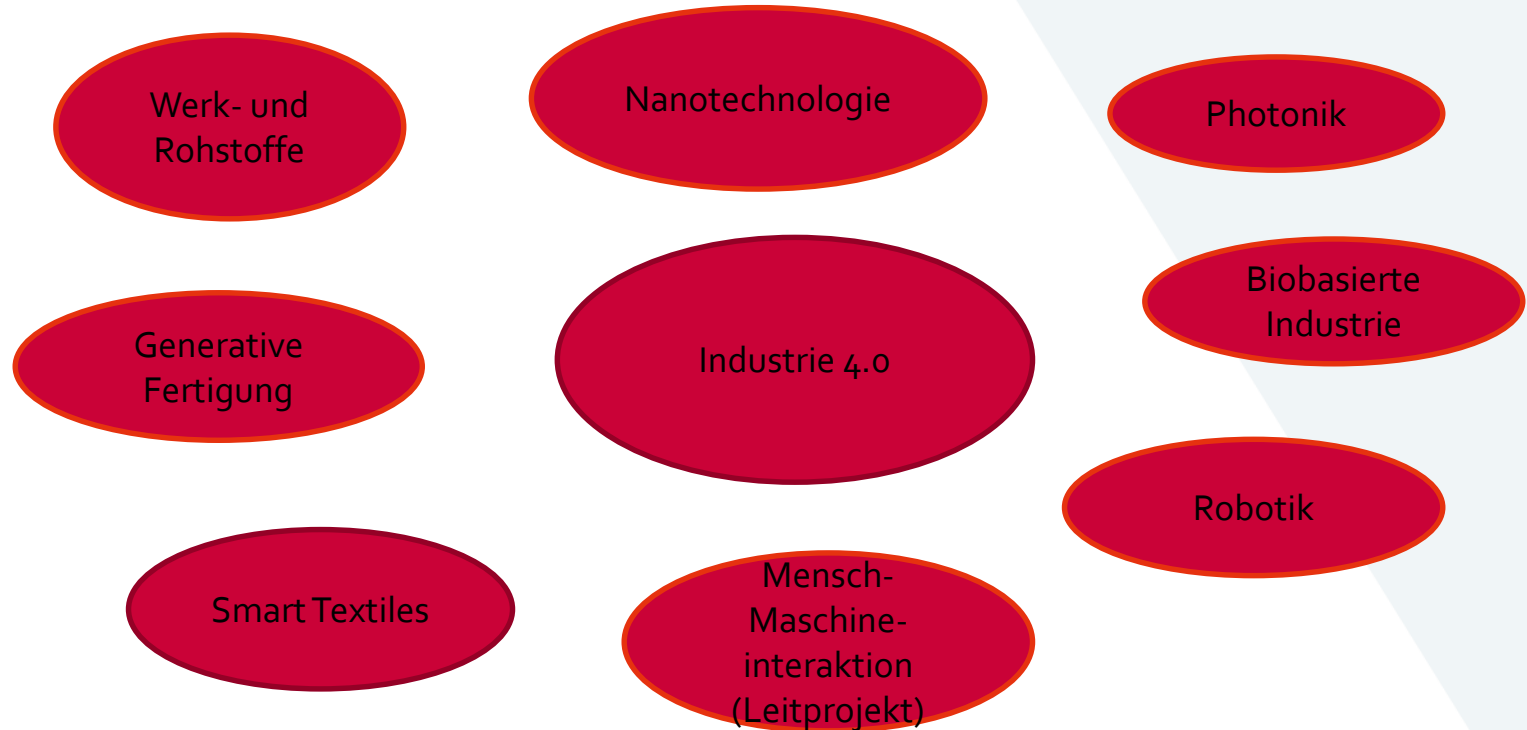 Werk- und
Rohstoffe
Nanotechnologie
Photonik
Generative
Fertigung
Industrie 4.0
Biobasierte
Industrie
Robotik
Smart Textiles
Mensch-
Maschine-
interaktion
(Leitprojekt)